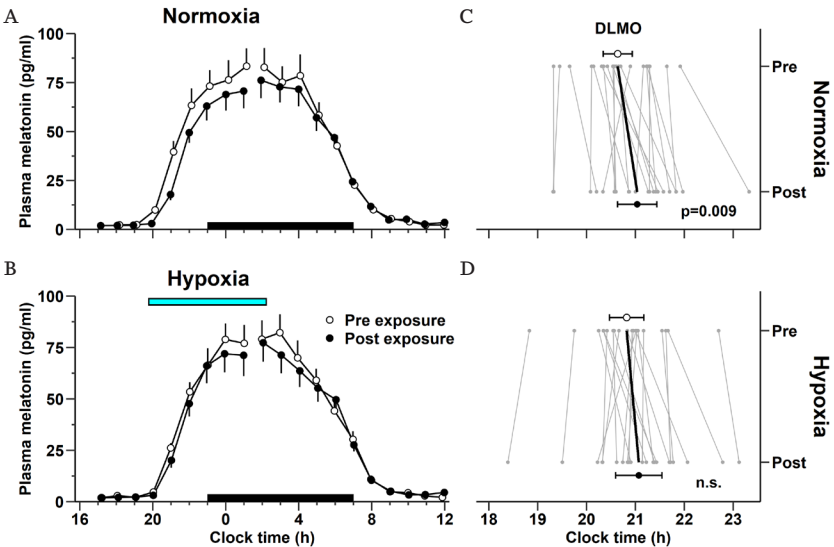 A
Normoxia
Plasma melatonin (pg/ml)
100
75
50
25
0
C
DLMO
Pre
Post
p=0.009
Normoxia
B
Hypoxia
Plasma melatonin (pg/ml)
100
75
50
25
0
Pre exposure
Post exposure
16 20 0 4 8 12
Clock time (h)
D
Pre
Post
n.s.
Hypoxia
18 19 20 21 22 23
Clock time (h)